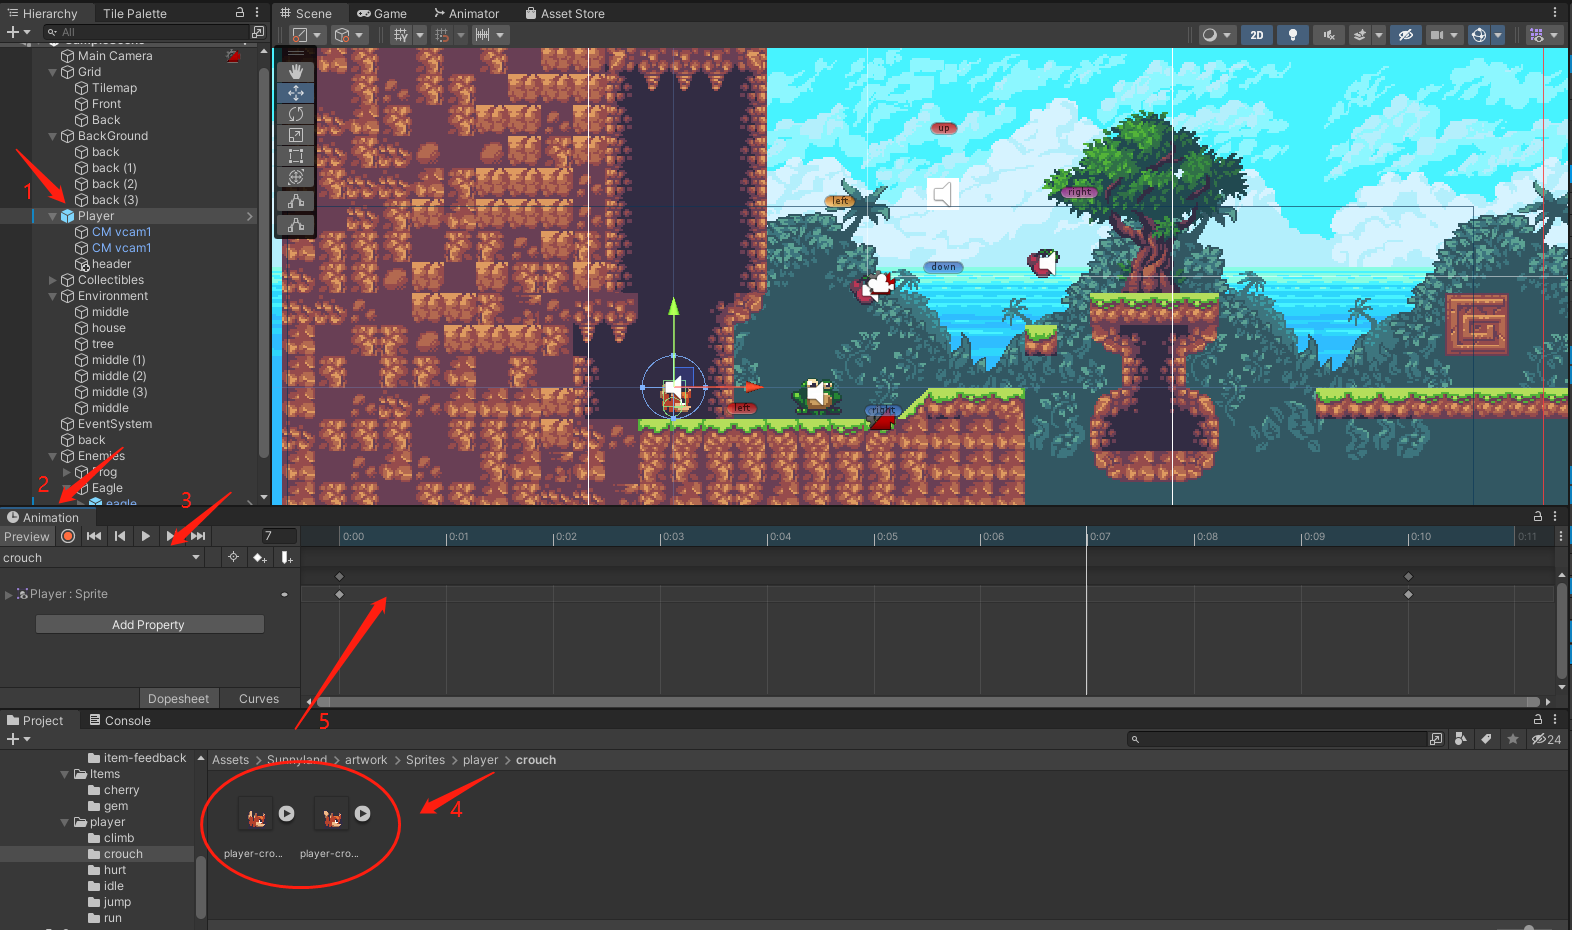 Hierarchy
Tile Palette
Scene
Game
Animator
Asset Store
All
2D
Main Camera
Grid
Tilemap
Front
Back
BackGround
back
back (1)
back (2)
back (3)
1
Player
CM vcam1
CM vcam1
header
Collectibles
Environment
middle
house
tree
middle (1)
middle (2)
middle (3)
middle
EventSystem
back
Enemies
Frog
Eagle
eagle
2
3
up
left
right
down
left
right
Animation
Preview
7
0:00
0:01
0:02
0:03
0:04
0:05
0:06
0:07
0:08
0:09
0:10
0:11
crouch
Player : Sprite
Add Property
Dopesheet
Curves
5
Project
Console
24
item-feedback
Items
cherry
gem
player
climb
crouch
hurt
idle
jump
run
Assets > Sunnyland > artwork > Sprites > player > crouch
4
player-cro...
player-cro...